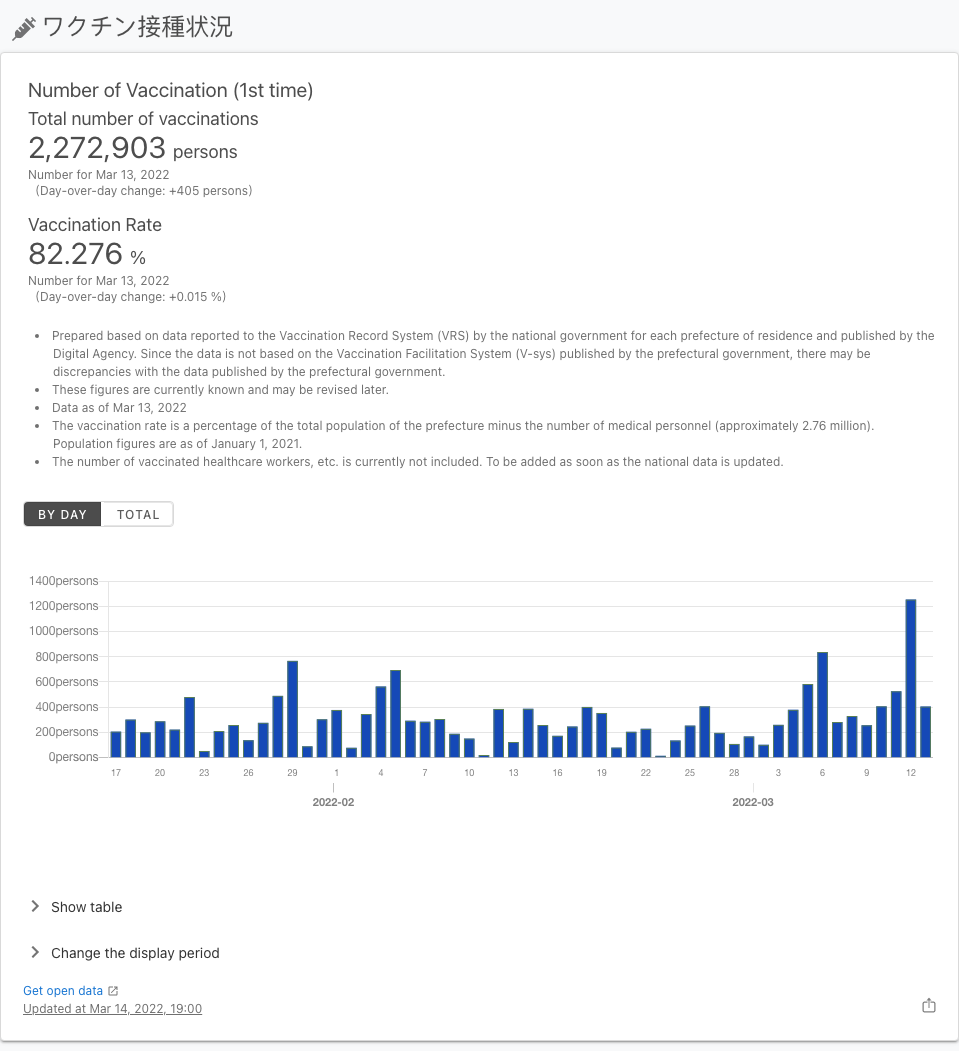 ワクチン接種状況
Number of Vaccination (1st time)
Total number of vaccinations
2,272,903 persons
Number for Mar 13, 2022
(Day-over-day change: +405 persons)
Vaccination Rate
82.276 %
Number for Mar 13, 2022
(Day-over-day change: +0.015 %)
• Prepared based on data reported to the Vaccination Record System (VRS) by the national government for each prefecture of residence and published by the
Digital Agency. Since the data is not based on the Vaccination Facilitation System (V-sys) published by the prefectural government, there may be
discrepancies with the data published by the prefectural government.
• These figures are currently known and may be revised later.
• Data as of Mar 13, 2022
• The vaccination rate is a percentage of the total population of the prefecture minus the number of medical personnel (approximately 2.76 million).
Population figures are as of January 1, 2021.
• The number of vaccinated healthcare workers, etc. is currently not included. To be added as soon as the national data is updated.
BY DAY TOTAL
1400persons
1200persons
1000persons
800persons
600persons
400persons
200persons
0persons
17 20 23 26 29 1 4 7 10 13 16 19 22 25 28 3 6 9 12
2022-02 2022-03
Show table
Change the display period
Get open data
Updated at Mar 14, 2022, 19:00